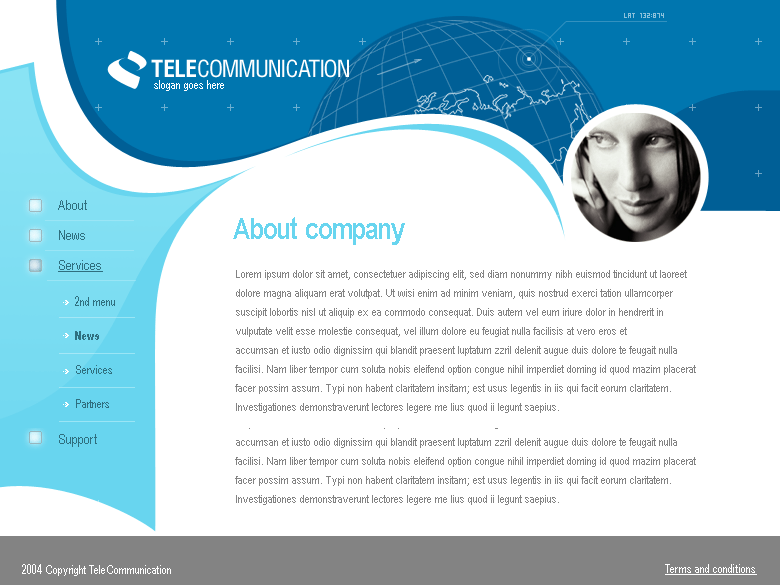 LAT 132:874
TELECOMMUNICATION
slogan goes here
About
News
Services
2nd menu
News
Services
Partners
Support
About company
Lorem ipsum dolor sit amet, consectetuer adipiscing elit, sed diam nonummy nibh euismod tincidunt ut laoreet
dolore magna aliquam erat volutpat. Ut wisi enim ad minim veniam, quis nostrud exerci tation ullamcorper
suscipit lobortis nisl ut aliquip ex ea commodo consequat. Duis autem vel eum iriure dolor in hendrerit in
vulputate velit esse molestie consequat, vel illum dolore eu feugiat nulla facilisis at vero eros et
accumsan et iusto odio dignissim qui blandit praesent luptatum zzril delenit augue duis dolore te feugait nulla
facilisi. Nam liber tempor cum soluta nobis eleifend option congue nihil imperdiet doming id quod mazim placerat
facer possim assum. Typi non habent claritatem insitam; est usus legentis in iis qui facit eorum claritatem.
Investigationes demonstraverunt lectores legere me lius quod ii legunt saepius.
accumsan et iusto odio dignissim qui blandit praesent luptatum zzril delenit augue duis dolore te feugait nulla
facilisi. Nam liber tempor cum soluta nobis eleifend option congue nihil imperdiet doming id quod mazim placerat
facer possim assum. Typi non habent claritatem insitam; est usus legentis in iis qui facit eorum claritatem.
Investigationes demonstraverunt lectores legere me lius quod ii legunt saepius.
2004 Copyright TeleCommunication
Terms and conditions